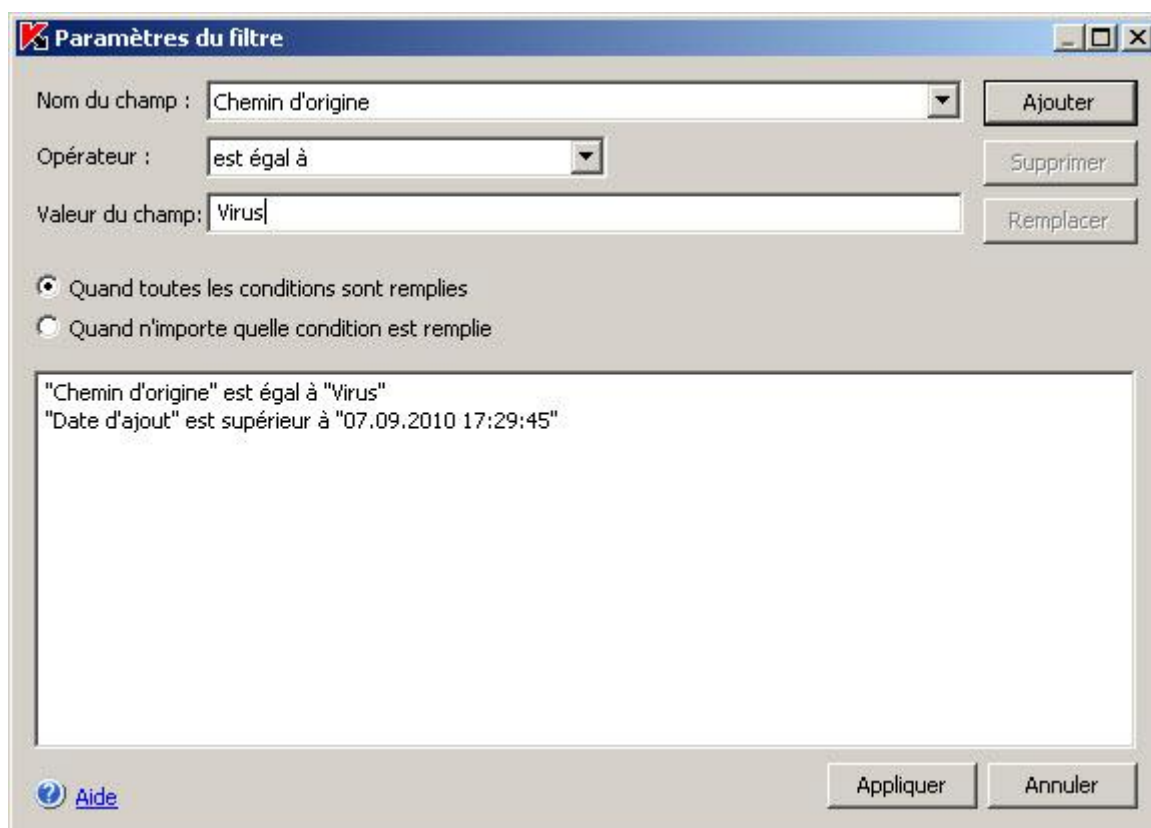 Paramètres du filtre
Nom du champ : Chemin d'origine Ajouter
Opérateur : est égal à Supprimer
Valeur du champ: Virus Remplacer
Quand toutes les conditions sont remplies
Quand n'importe quelle condition est remplie
"Chemin d'origine" est égal à "Virus"
"Date d'ajout" est supérieur à "07.09.2010 17:29:45"
Aide Appliquer Annuler